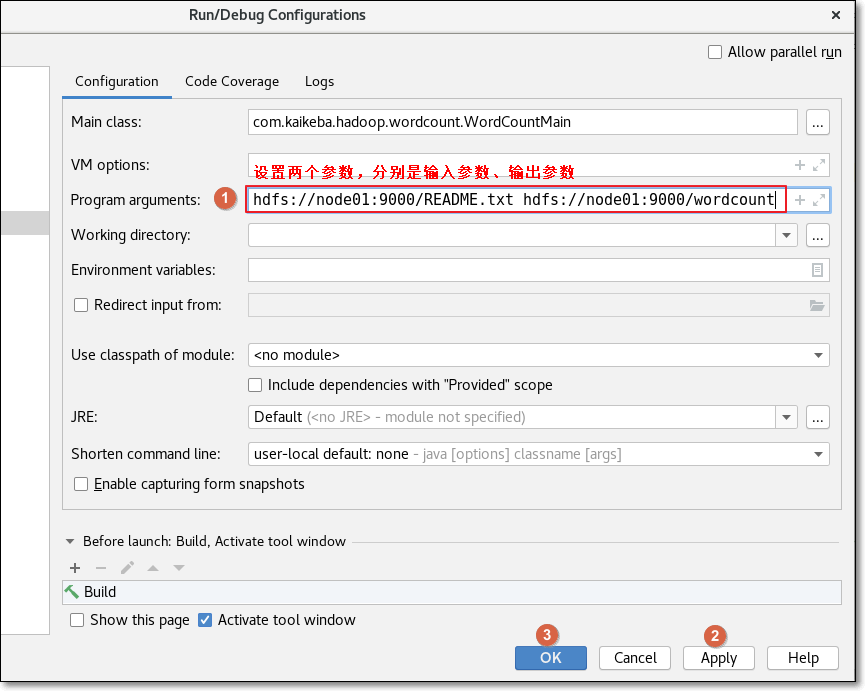 Run/Debug Configurations
Allow parallel run
Configuration Code Coverage Logs
Main class: com.kaikeba.hadoop.wordcount.WordCountMain ...
VM options: 设置两个参数，分别是输入参数、输出参数
Program arguments: 1 hdfs://node01:9000/README.txt hdfs://node01:9000/wordcount
Working directory: ...
Environment variables:
Redirect input from:
Use classpath of module: <no module>
Include dependencies with "Provided" scope
JRE: Default (<no JRE> - module not specified) ...
Shorten command line: user-local default: none - java [options] classname [args]
Enable capturing form snapshots
Before launch: Build, Activate tool window
Build
Show this page Activate tool window
3 2
OK Cancel Apply Help